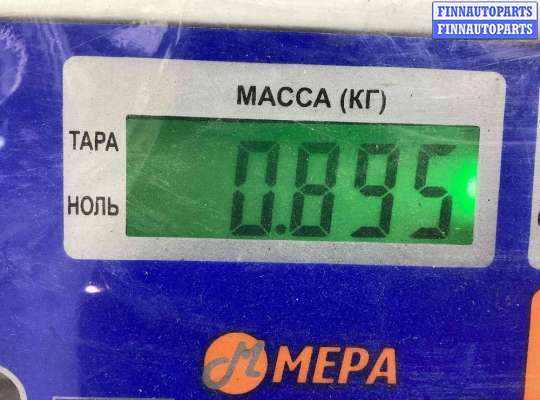 FINNAUTOPARTS
FINNAUTOPARTS
МАССА (КГ)
ТАРА
0.895
НОЛЬ
М МЕРА